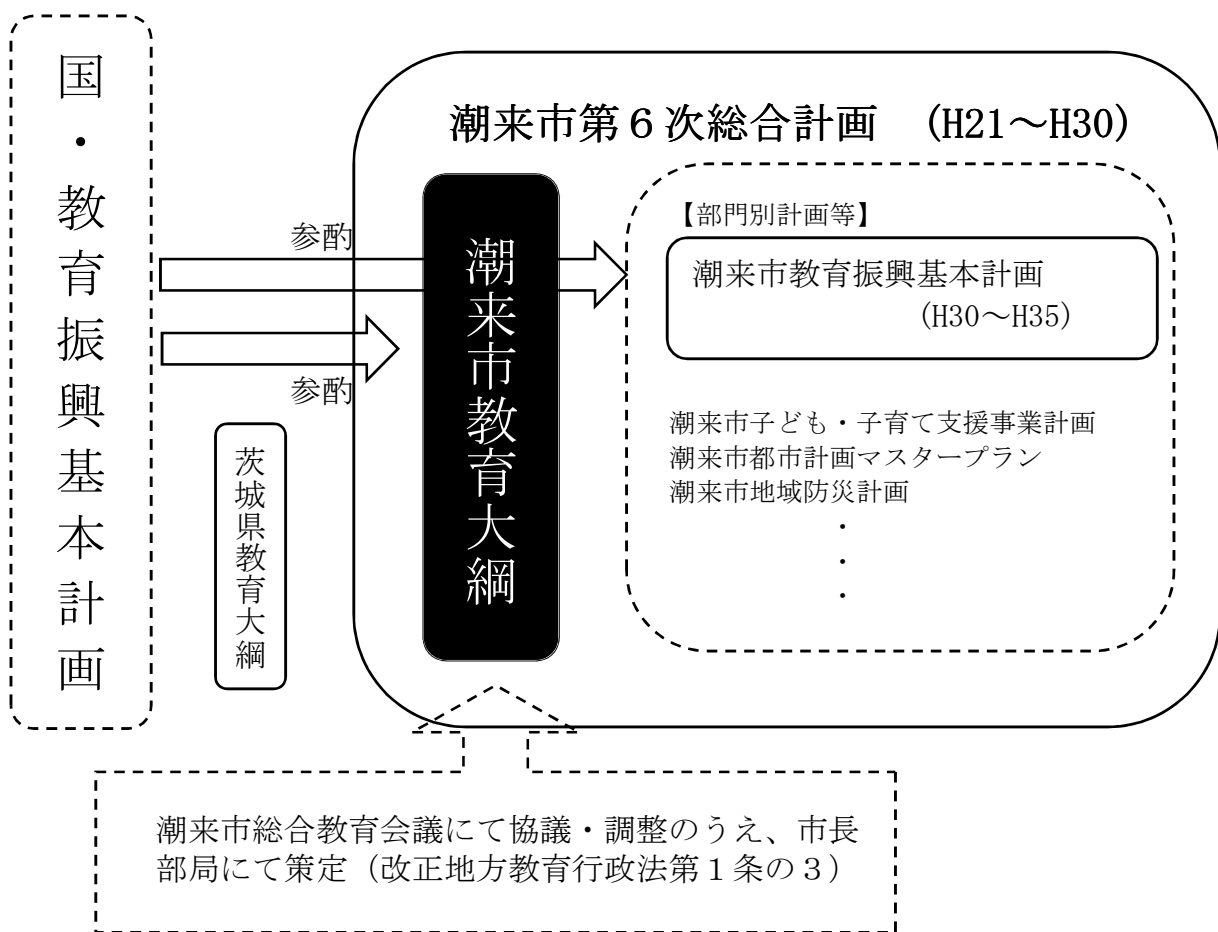 国・教育振興基本計画
潮来市第６次総合計画　(H21～H30)
参酌
参酌
茨城県教育大綱
潮来市教育大綱
【部門別計画等】
潮来市教育振興基本計画
(H30～H35)
潮来市子ども・子育て支援事業計画
潮来市都市計画マスタープラン
潮来市地域防災計画
・
・
・
潮来市総合教育会議にて協議・調整のうえ、市長
部局にて策定（改正地方教育行政法第１条の３）